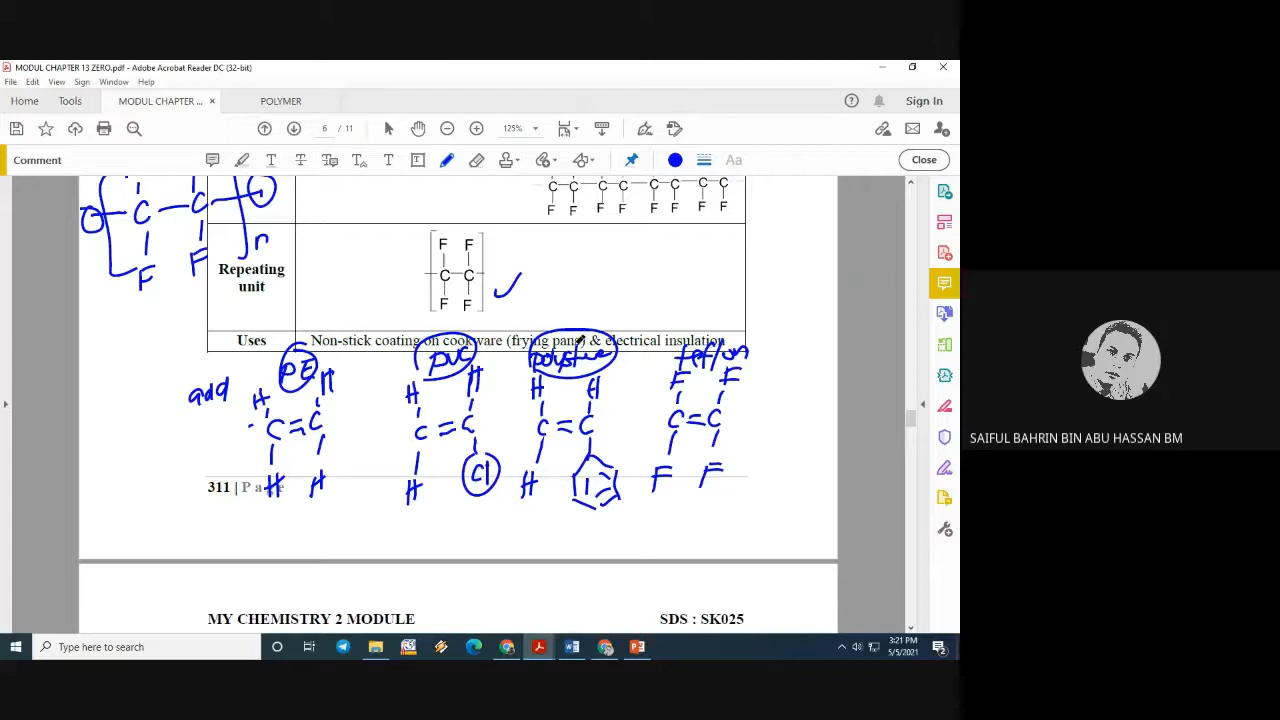 MODUL CHAPTER 13 ZERO.pdf - Adobe Acrobat Reader DC (32-bit)
File Edit View Sign Window Help
Home Tools MODUL CHAPTER ... × POLYMER Sign In
6 / 11 125%
Comment Aa Close
C C C C C C C C
F F F F F F F F
C C
F F n
Repeating
unit
F F
C C
F F
Uses Non-stick coating on cookware (frying pans) & electrical insulation
add PE PVC
H H H H H H F F
C = C C = C C = C C = C
H H H Cl H F F
311 | P a g e
MY CHEMISTRY 2 MODULE SDS : SK025
SAIFUL BAHRIN BIN ABU HASSAN BM
Type here to search
3:21 PM
5/5/2021
2